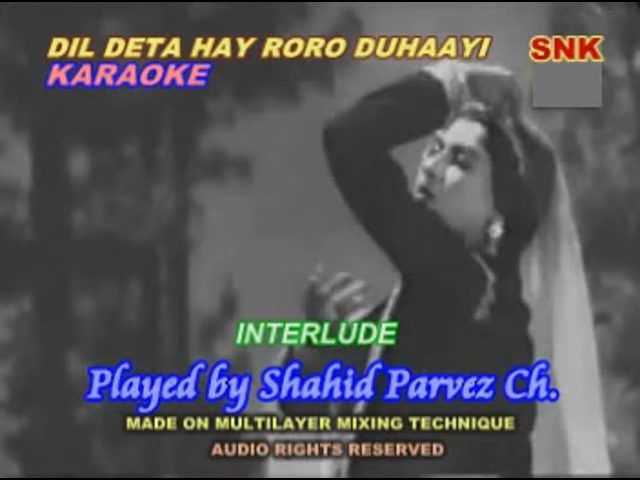 DIL DETA HAY RORO DUHAAYI
SNK
KARAOKE
INTERLUDE
Played by Shahid Parvez Ch.
MADE ON MULTILAYER MIXING TECHNIQUE
AUDIO RIGHTS RESERVED